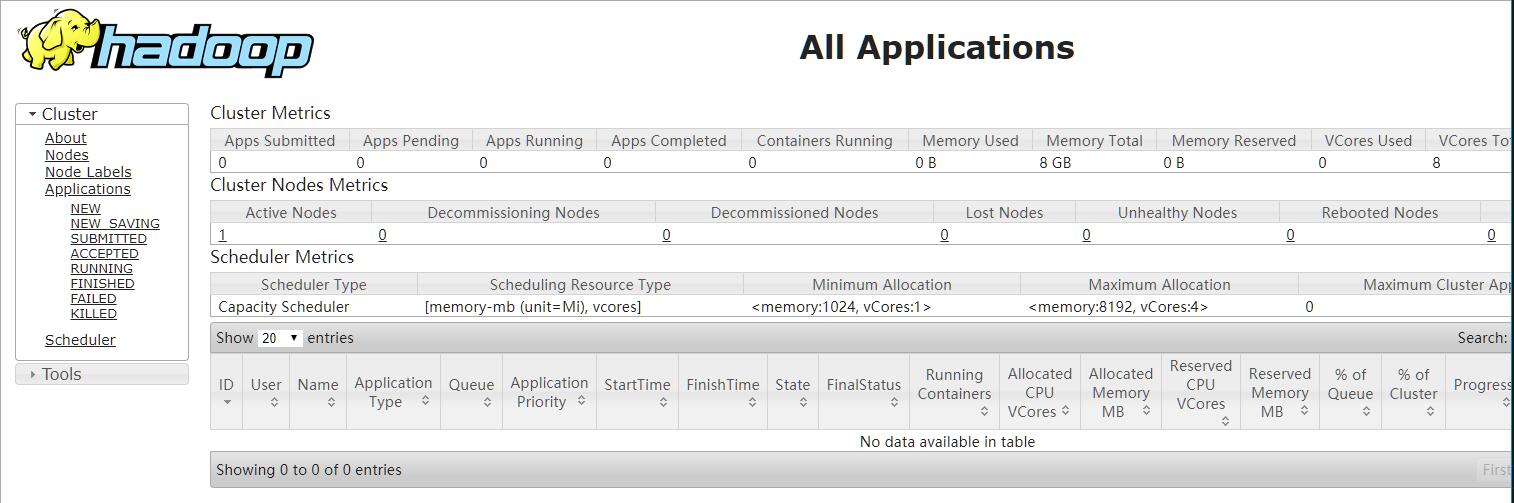 hadoop
All Applications
Cluster
About
Nodes
Node Labels
Applications
NEW
NEW_SAVING
SUBMITTED
ACCEPTED
RUNNING
FINISHED
FAILED
KILLED
Scheduler
Tools
Cluster Metrics
Apps Submitted Apps Pending Apps Running Apps Completed Containers Running Memory Used Memory Total Memory Reserved VCores Used VCores Tot
0 0 0 0 0 0 B 8 GB 0 B 0 8
Cluster Nodes Metrics
Active Nodes Decommissioning Nodes Decommissioned Nodes Lost Nodes Unhealthy Nodes Rebooted Nodes
1 0 0 0 0 0 0
Scheduler Metrics
Scheduler Type Scheduling Resource Type Minimum Allocation Maximum Allocation Maximum Cluster App
Capacity Scheduler [memory-mb (unit=Mi), vcores] <memory:1024, vCores:1> <memory:8192, vCores:4> 0
Show 20 entries Search:
ID User Name Application Type Queue Application Priority StartTime FinishTime State FinalStatus Running Containers Allocated CPU VCores Allocated Memory MB Reserved CPU VCores Reserved Memory MB % of Queue % of Cluster Progress
No data available in table
Showing 0 to 0 of 0 entries First